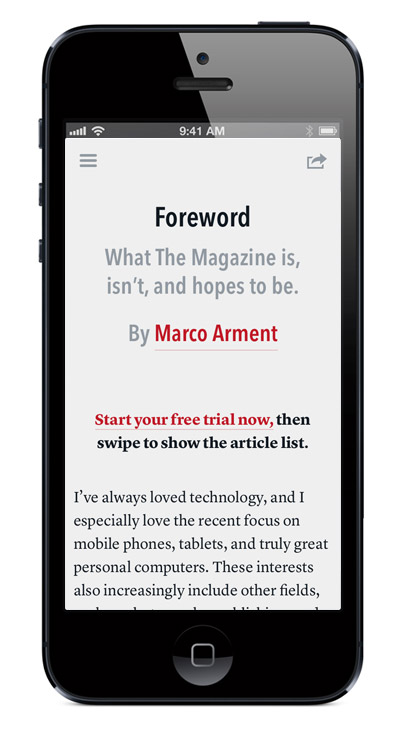 9:41 AM
Foreword
What The Magazine is,
isn’t, and hopes to be.
By Marco Arment
Start your free trial now, then
swipe to show the article list.
I’ve always loved technology, and I
especially love the recent focus on
mobile phones, tablets, and truly great
personal computers. These interests
also increasingly include other fields,